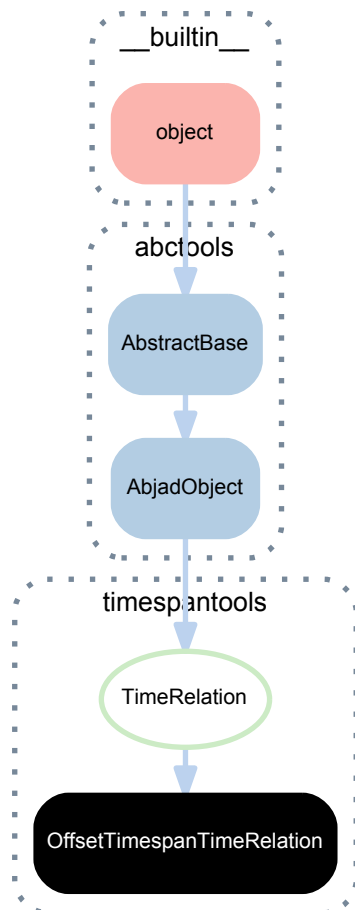 __builtin__
object
abctools
AbstractBase
AbjadObject
timespantools
TimeRelation
OffsetTimespanTimeRelation